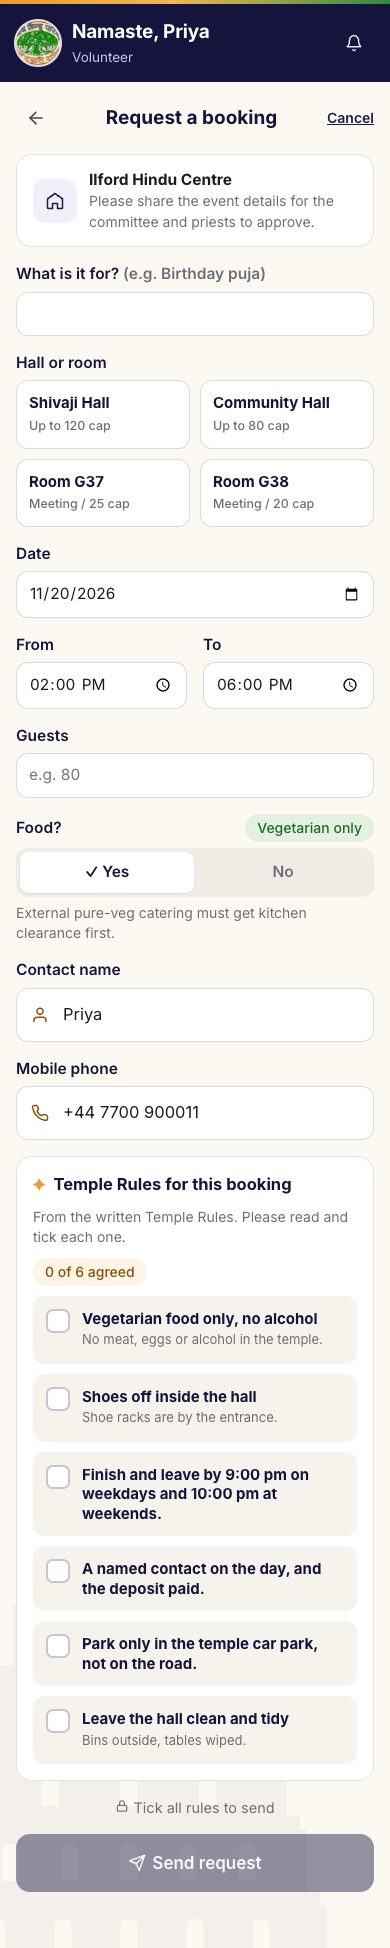 Namaste, Priya
Volunteer
Request a booking
Cancel
Ilford Hindu Centre
Please share the event details for the
committee and priests to approve.
What is it for? (e.g. Birthday puja)
Hall or room
Shivaji Hall
Up to 120 cap
Community Hall
Up to 80 cap
Room G37
Meeting / 25 cap
Room G38
Meeting / 20 cap
Date
11/20/2026
From
To
02:00 PM
06:00 PM
Guests
e.g. 80
Food?
Vegetarian only
✓ Yes
No
External pure-veg catering must get kitchen
clearance first.
Contact name
Priya
Mobile phone
+44 7700 900011
Temple Rules for this booking
From the written Temple Rules. Please read and
tick each one.
0 of 6 agreed
Vegetarian food only, no alcohol
No meat, eggs or alcohol in the temple.
Shoes off inside the hall
Shoe racks are by the entrance.
Finish and leave by 9:00 pm on
weekdays and 10:00 pm at
weekends.
A named contact on the day, and
the deposit paid.
Park only in the temple car park,
not on the road.
Leave the hall clean and tidy
Bins outside, tables wiped.
Tick all rules to send
Send request